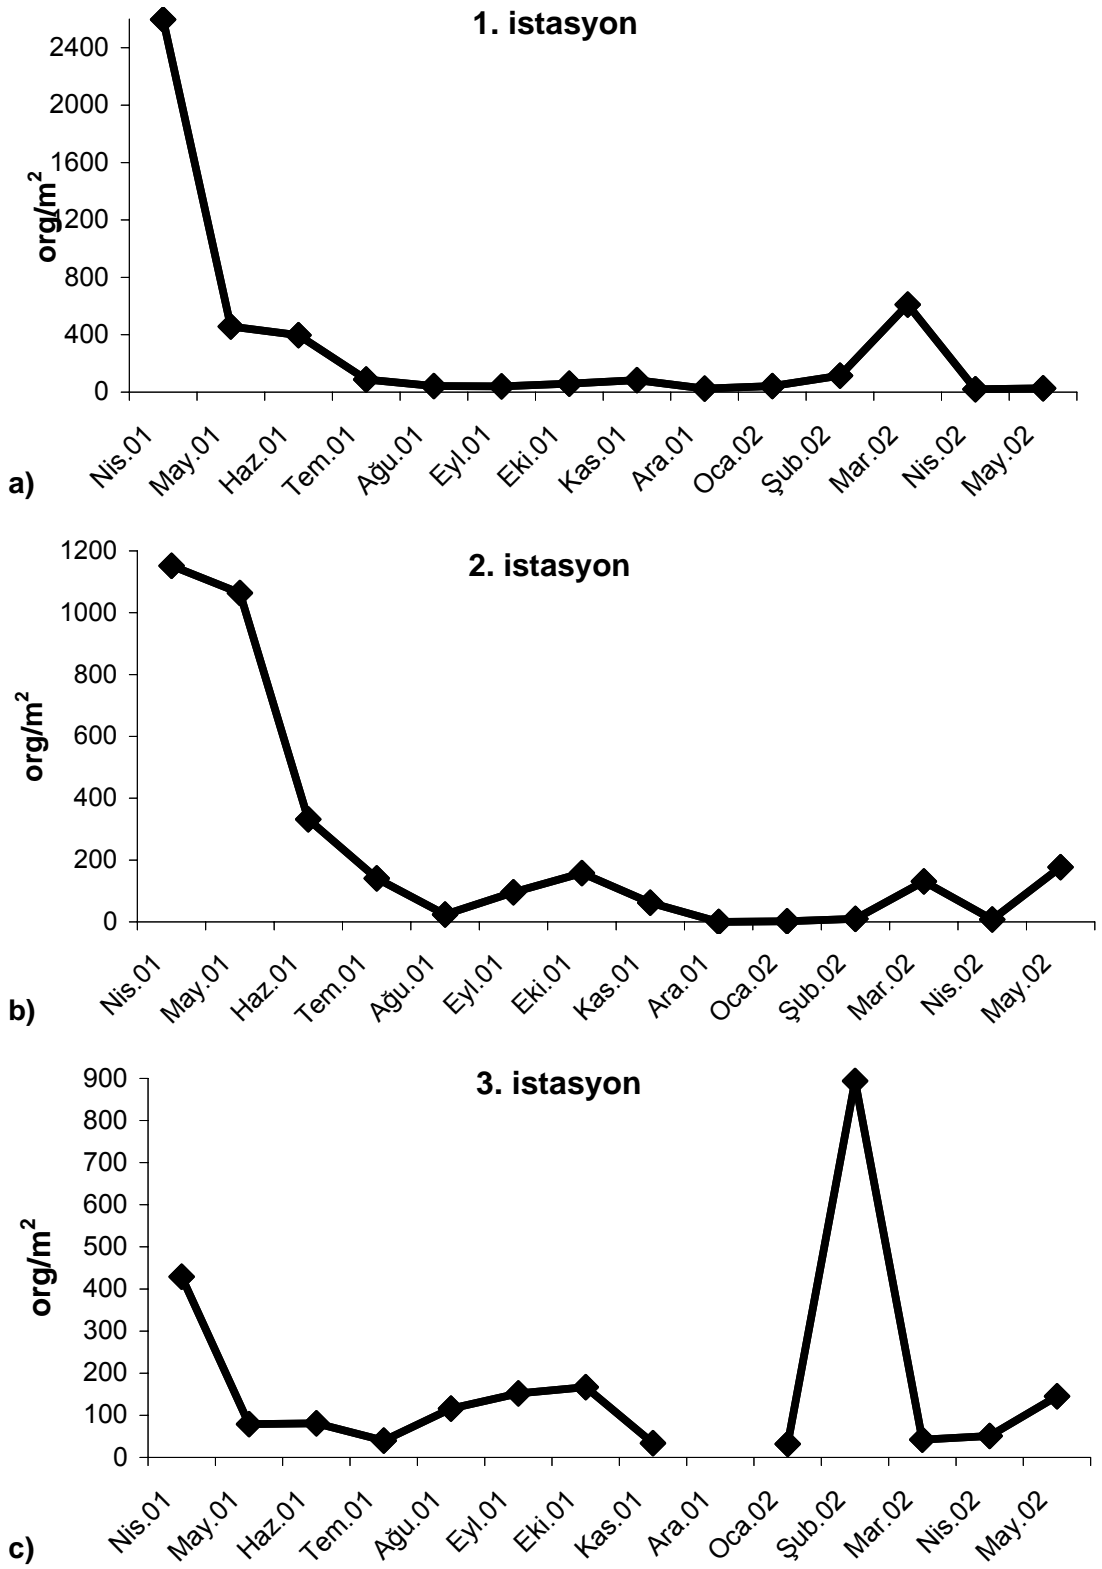 1. istasyon
org/m²
2400
2000
1600
1200
800
400
0
Nis.01 May.01 Haz.01 Tem.01 Ağu.01 Eyl.01 Eki.01 Kas.01 Ara.01 Oca.02 Şub.02 Mar.02 Nis.02 May.02
a)
2. istasyon
org/m²
1200
1000
800
600
400
200
0
Nis.01 May.01 Haz.01 Tem.01 Ağu.01 Eyl.01 Eki.01 Kas.01 Ara.01 Oca.02 Şub.02 Mar.02 Nis.02 May.02
b)
3. istasyon
org/m²
900
800
700
600
500
400
300
200
100
0
Nis.01 May.01 Haz.01 Tem.01 Ağu.01 Eyl.01 Eki.01 Kas.01 Ara.01 Oca.02 Şub.02 Mar.02 Nis.02 May.02
c)